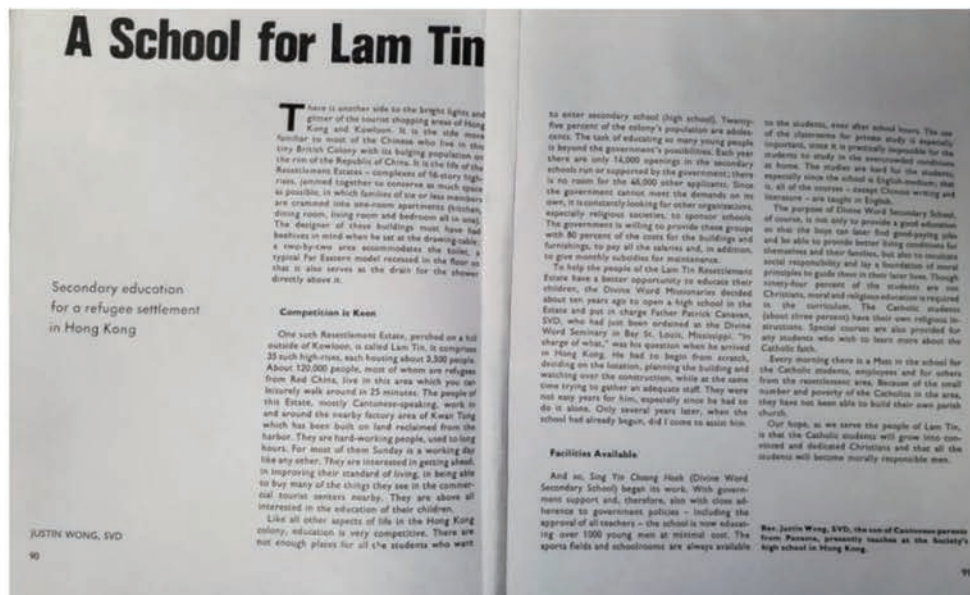 A School for Lam Tin
Secondary education
for a refugee settlement
in Hong Kong
JUSTIN WONG, SVD
90
There is another side to the bright lights and
glitter of the tourist shopping areas of Hong
Kong and Kowloon. It is the side more
familiar to most of the Chinese who live in this
tiny British Colony with its bulging population on
the rim of the Republic of China. It is the life of the
Resettlement Estates – complexes of 16-story high-
rises, jammed together to conserve as much space
as possible, in which families of six or less members
are crammed into one-room apartments (kitchen,
dining room, living room and bedroom all in one).
The designer of these buildings must have had
beehives in mind when he sat at the drawing-table;
a two-by-two area accommodates the toilet, a
typical Far Eastern model recessed in the floor so
that it also serves as the drain for the shower
directly above it.
Competition is Keen
One such Resettlement Estate, perched on a hill
outside of Kowloon, is called Lam Tin. It comprises
35 such high-rises, each housing about 3,500 people.
About 120,000 people, most of whom are refugees
from Red China, live in this area which you can
leisurely walk around in 25 minutes. The people of
this Estate, mostly Cantonese-speaking, work in
and around the nearby factory area of Kwun Tong
which has been built on land reclaimed from the
harbor. They are hard-working people, used to long
hours. For most of them Sunday is a working day
like any other. They are interested in getting ahead,
in improving their standard of living, in being able
to buy many of the things they see in the commer-
cial tourist centers nearby. They are above all
interested in the education of their children.
Like all other aspects of life in the Hong Kong
colony, education is very competitive. There are
not enough places for all the students who want
to enter secondary school (high school). Twenty-
five percent of the colony's population are adoles-
cents. The task of educating so many young people
is beyond the government's possibilities. Each year
there are only 14,000 openings in the secondary
schools run or supported by the government; there
is no room for the 66,000 other applicants. Since
the government cannot meet the demands on its
own, it is constantly looking for other organizations,
especially religious societies, to sponsor schools.
The government is willing to provide these groups
with 80 percent of the costs for the buildings and
furnishings, to pay all the salaries and, in addition,
to give monthly subsidies for maintenance.
To help the people of the Lam Tin Resettlement
Estate have a better opportunity to educate their
children, the Divine Word Missionaries decided
about ten years ago to open a high school in the
Estate and put in charge Father Patrick Canavan,
SVD, who had just been ordained at the Divine
Word Seminary in Bay St. Louis, Mississippi. "In
charge of what," was his question when he arrived
in Hong Kong. He had to begin from scratch,
deciding on the location, planning the building and
watching over the construction, while at the same
time trying to gather an adequate staff. They were
not easy years for him, especially since he had to
do it alone. Only several years later, when the
school had already begun, did I come to assist him.
Facilities Available
And so, Sing Yin Chung Hsek (Divine Word
Secondary School) began its work. With govern-
ment support and, therefore, also with close ad-
herence to government policies – including the
approval of all teachers – the school is now educat-
ing over 1000 young men at minimal cost. The
sports fields and schoolrooms are always available
to the students, even after school hours. The use
of the classrooms for private study is especially
important, since it is practically impossible for the
students to study in the overcrowded conditions
at home. The studies are hard for the students,
especially since the school is English-medium; that
is, all of the courses – except Chinese writing and
literature – are taught in English.
The purpose of Divine Word Secondary School,
of course, is not only to provide a good education
so that the boys can later find good-paying jobs
and be able to provide better living conditions for
themselves and their families, but also to inculcate
social responsibility and lay a foundation of moral
principles to guide them in their later lives. Though
ninety-four percent of the students are not
Christians, moral and religious education is required
in the curriculum. The Catholic students
(about three percent) have their own religious in-
structions. Special courses are also provided for
any students who wish to learn more about the
Catholic faith.
Every morning there is a Mass in the school for
the Catholic students, employees and for others
from the resettlement area. Because of the small
number and poverty of the Catholics in the area,
they have not been able to build their own parish
church.
Our hope, as we serve the people of Lam Tin,
is that the Catholic students will grow into con-
vinced and dedicated Christians and that all the
students will become morally responsible men.
Rev. Justin Wong, SVD, the son of Cantonese parents
from Panama, presently teaches at the Society's
high school in Hong Kong.